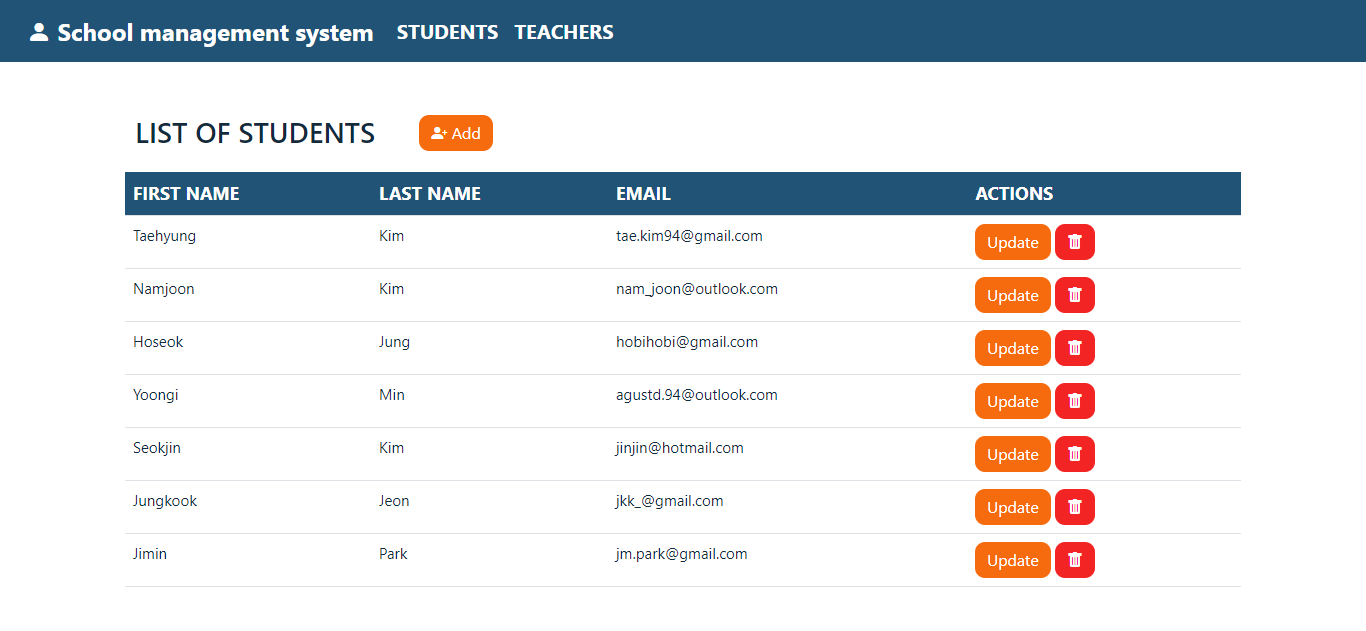 School management system STUDENTS TEACHERS
LIST OF STUDENTS Add
FIRST NAME LAST NAME EMAIL ACTIONS
Taehyung Kim tae.kim94@gmail.com Update
Namjoon Kim nam_joon@outlook.com Update
Hoseok Jung hobihobi@gmail.com Update
Yoongi Min agustd.94@outlook.com Update
Seokjin Kim jinjin@hotmail.com Update
Jungkook Jeon jkk_@gmail.com Update
Jimin Park jm.park@gmail.com Update